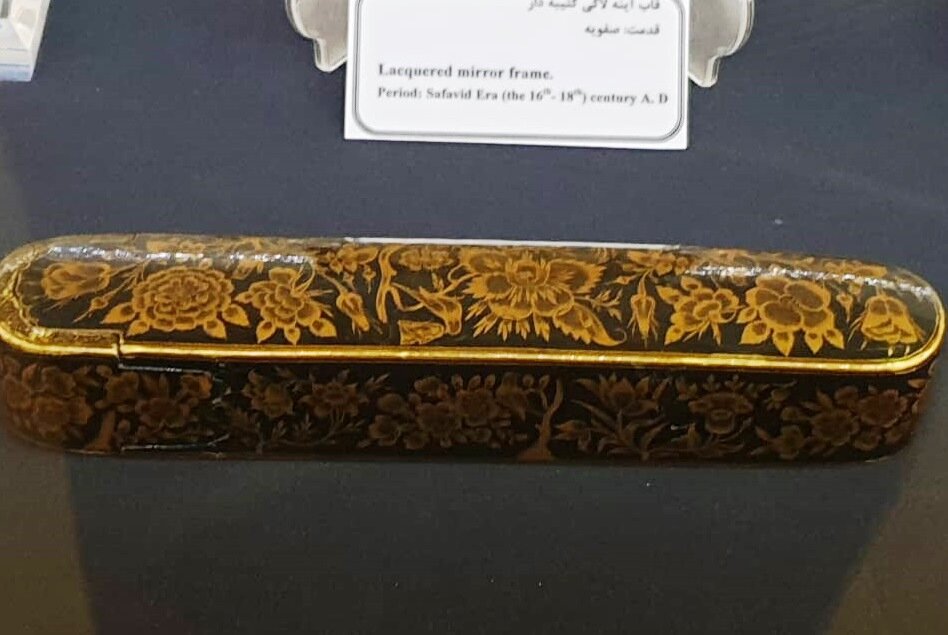 قاب آینه لاکی کتیبه دار
قدمت: صفویه
Lacquered mirror frame.
Period: Safavid Era (the 16th- 18th) century A. D